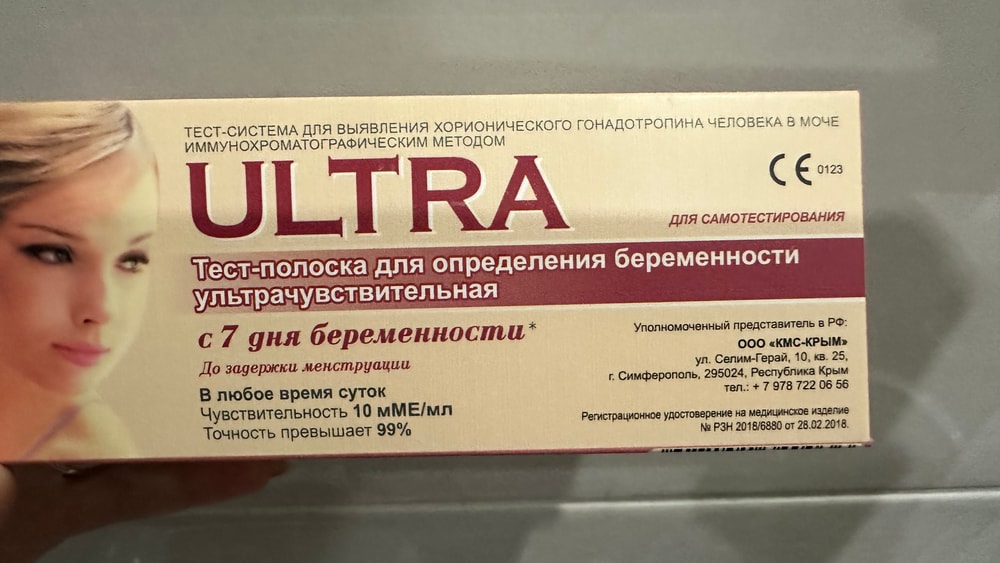 ТЕСТ-СИСТЕМА ДЛЯ ВЫЯВЛЕНИЯ ХОРИОНИЧЕСКОГО ГОНАДОТРОПИНА ЧЕЛОВЕКА В МОЧЕ
ИММУНОХРОМАТОГРАФИЧЕСКИМ МЕТОДОМ
ULTRA
CE 0123
ДЛЯ САМОТЕСТИРОВАНИЯ
Тест-полоска для определения беременности
ультрачувствительная
с 7 дня беременности*
До задержки менструации
В любое время суток
Чувствительность 10 мМЕ/мл
Точность превышает 99%
Уполномоченный представитель в РФ:
ООО «КМС-КРЫМ»
ул. Селим-Герай, 10, кв. 25,
г. Симферополь, 295024, Республика Крым
тел.: + 7 978 722 06 56
Регистрационное удостоверение на медицинское изделие
№ РЗН 2018/6880 от 28.02.2018.